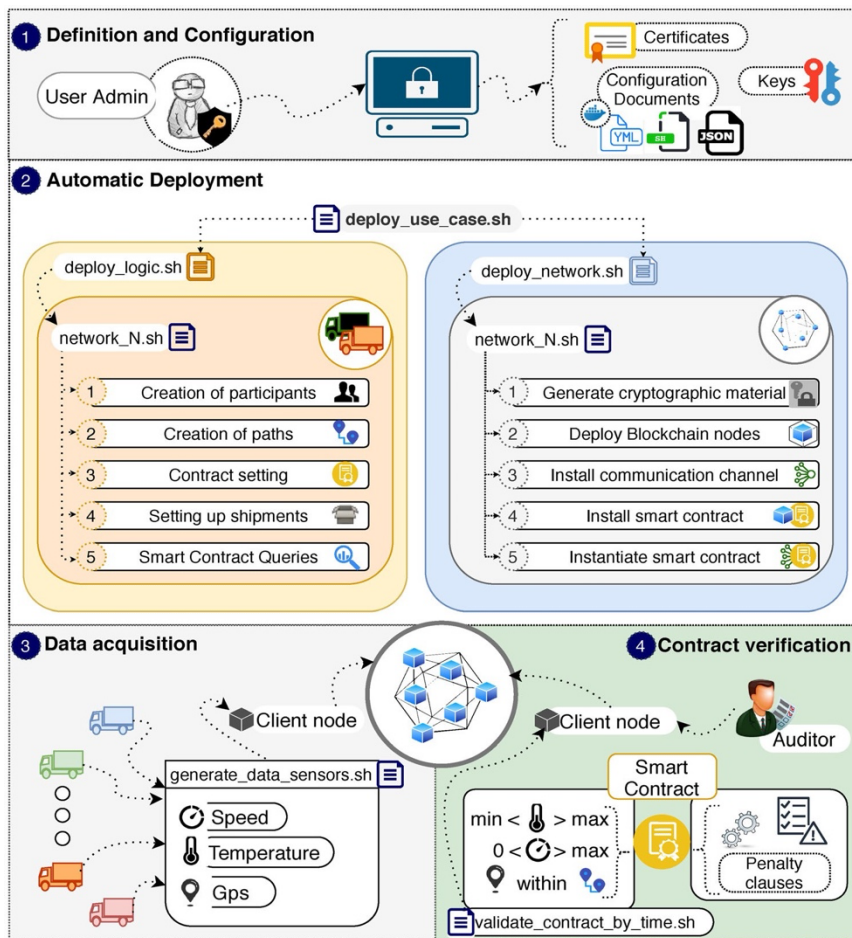 1 Definition and Configuration
User Admin
Certificates
Configuration
Documents
Keys
YML
SH
JSON
2 Automatic Deployment
deploy_use_case.sh
deploy_logic.sh
network_N.sh
1 Creation of participants
2 Creation of paths
3 Contract setting
4 Setting up shipments
5 Smart Contract Queries
deploy_network.sh
network_N.sh
1 Generate cryptographic material
2 Deploy Blockchain nodes
3 Install communication channel
4 Install smart contract
5 Instantiate smart contract
3 Data acquisition
Client node
generate_data_sensors.sh
Speed
Temperature
Gps
4 Contract verification
Client node
Auditor
Smart
Contract
min < > max
0 < > max
within
Penalty
clauses
validate_contract_by_time.sh